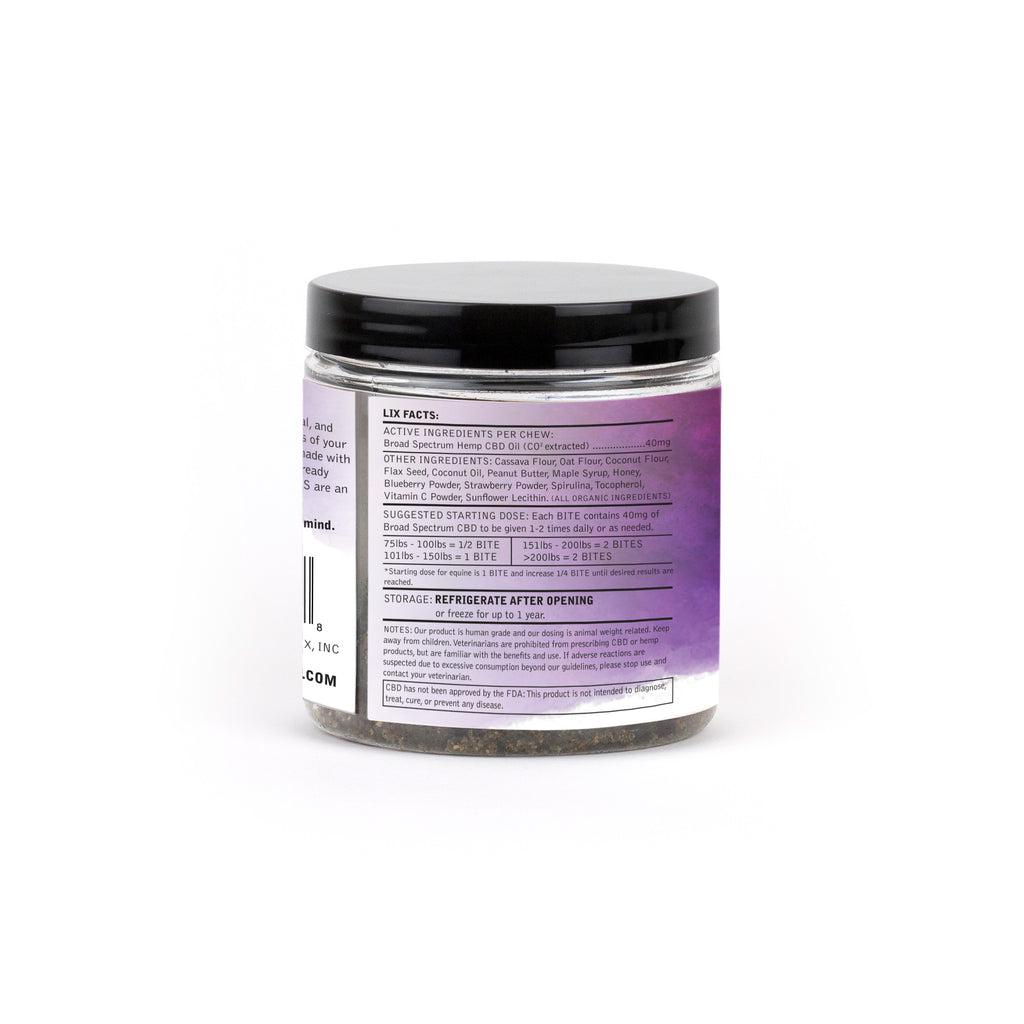 al, and
s of your
made with
ready
S are an
mind.
8
X, INC
.COM
LIX FACTS:
ACTIVE INGREDIENTS PER CHEW:
Broad Spectrum Hemp CBD Oil (CO² extracted) .................40mg
OTHER INGREDIENTS: Cassava Flour, Oat Flour, Coconut Flour,
Flax Seed, Coconut Oil, Peanut Butter, Maple Syrup, Honey,
Blueberry Powder, Strawberry Powder, Spirulina, Tocopherol,
Vitamin C Powder, Sunflower Lecithin. (ALL ORGANIC INGREDIENTS)
SUGGESTED STARTING DOSE: Each BITE contains 40mg of
Broad Spectrum CBD to be given 1-2 times daily or as needed.
75lbs - 100lbs = 1/2 BITE
101lbs - 150lbs = 1 BITE
151lbs - 200lbs = 2 BITES
>200lbs = 2 BITES
*Starting dose for equine is 1 BITE and increase 1/4 BITE until desired results are
reached.
STORAGE: REFRIGERATE AFTER OPENING
or freeze for up to 1 year.
NOTES: Our product is human grade and our dosing is animal weight related. Keep
away from children. Veterinarians are prohibited from prescribing CBD or hemp
products, but are familiar with the benefits and use. If adverse reactions are
suspected due to excessive consumption beyond our guidelines, please stop use and
contact your veterinarian.
CBD has not been approved by the FDA: This product is not intended to diagnose,
treat, cure, or prevent any disease.